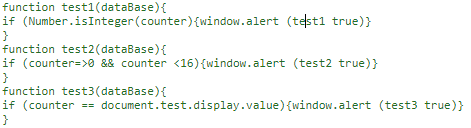 function test1(dataBase){
if (Number.isInteger(counter){window.alert (test1 true)}
}
function test2(dataBase){
if (counter=>0 && counter <16){window.alert (test2 true)}
}
function test3(dataBase){
if (counter == document.test.display.value){window.alert (test3 true)}
}